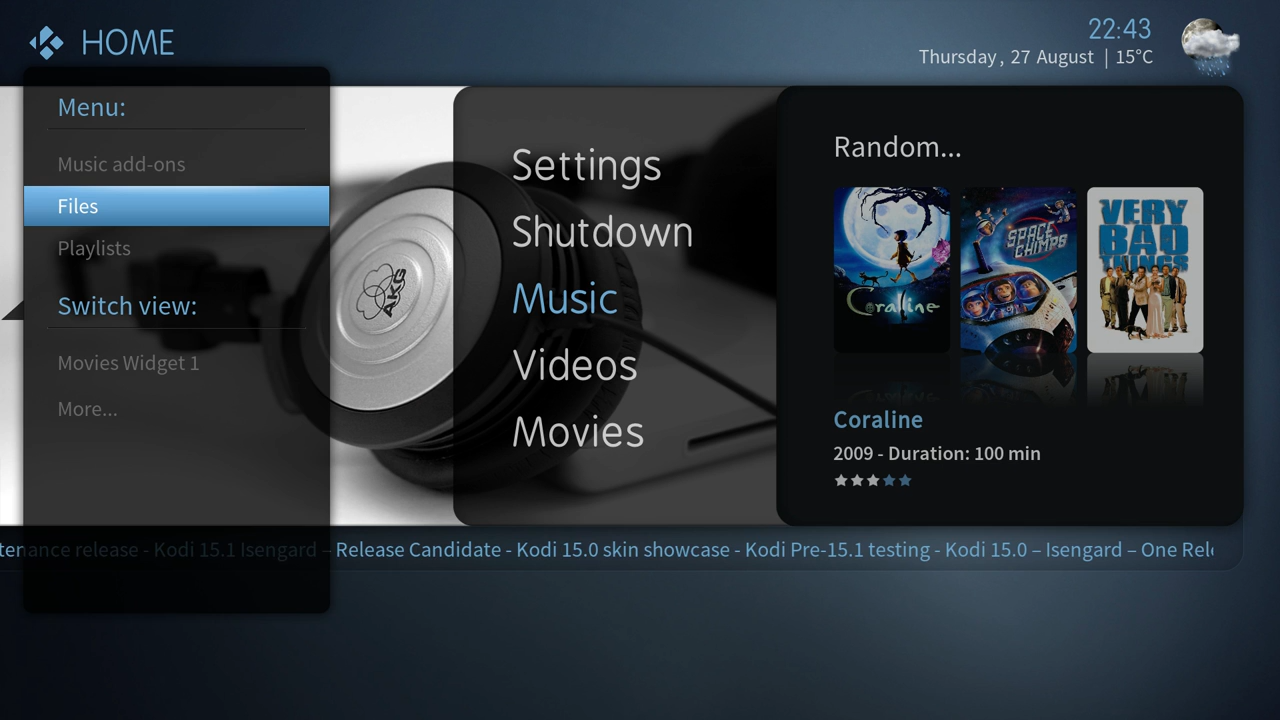 HOME
22:43
Thursday, 27 August | 15°C
Menu:
Music add-ons
Files
Playlists
Switch view:
Movies Widget 1
More...
AKG
Settings
Shutdown
Music
Videos
Movies
Random...
Coraline
SPACE CHIMPS
VERY
BAD
THINGS
Coraline
2009 - Duration: 100 min
release - Kodi 15.1 Isengard – Release Candidate - Kodi 15.0 skin showcase - Kodi Pre-15.1 testing - Kodi 15.0 – Isengard – One